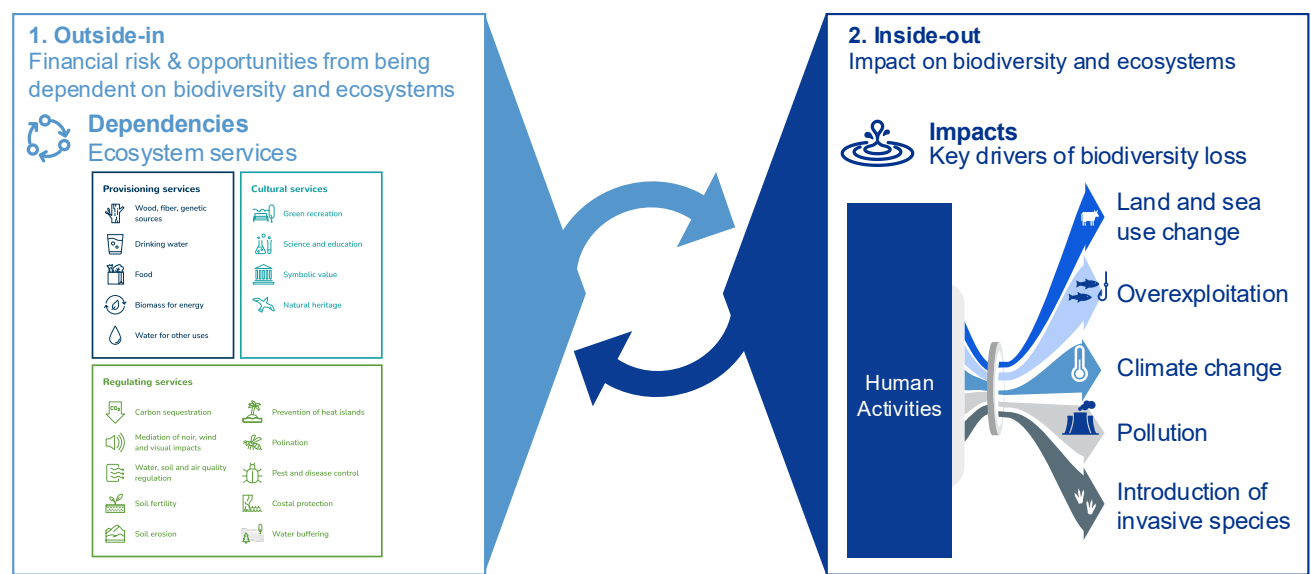 1. Outside-in
Financial risk & opportunities from being
dependent on biodiversity and ecosystems
Dependencies
Ecosystem services
Provisioning services
Wood, fiber, genetic
sources
Drinking water
Food
Biomass for energy
Water for other uses
Cultural services
Green recreation
Science and education
Symbolic value
Natural heritage
Regulating services
CO₂
Carbon sequestration
Mediation of noir, wind
and visual impacts
Water, soil and air quality
regulation
Soil fertility
Soil erosion
Prevention of heat islands
Polination
Pest and disease control
Costal protection
Water buffering
2. Inside-out
Impact on biodiversity and ecosystems
Impacts
Key drivers of biodiversity loss
Human
Activities
Land and sea
use change
Overexploitation
Climate change
Pollution
Introduction of
invasive species